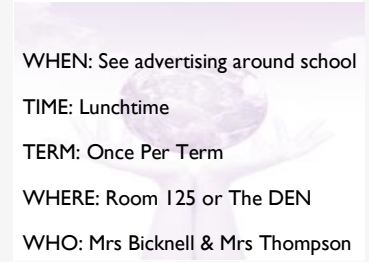 WHEN: See advertising around school
TIME: Lunchtime
TERM: Once Per Term
WHERE: Room 125 or The DEN
WHO: Mrs Bicknell & Mrs Thompson